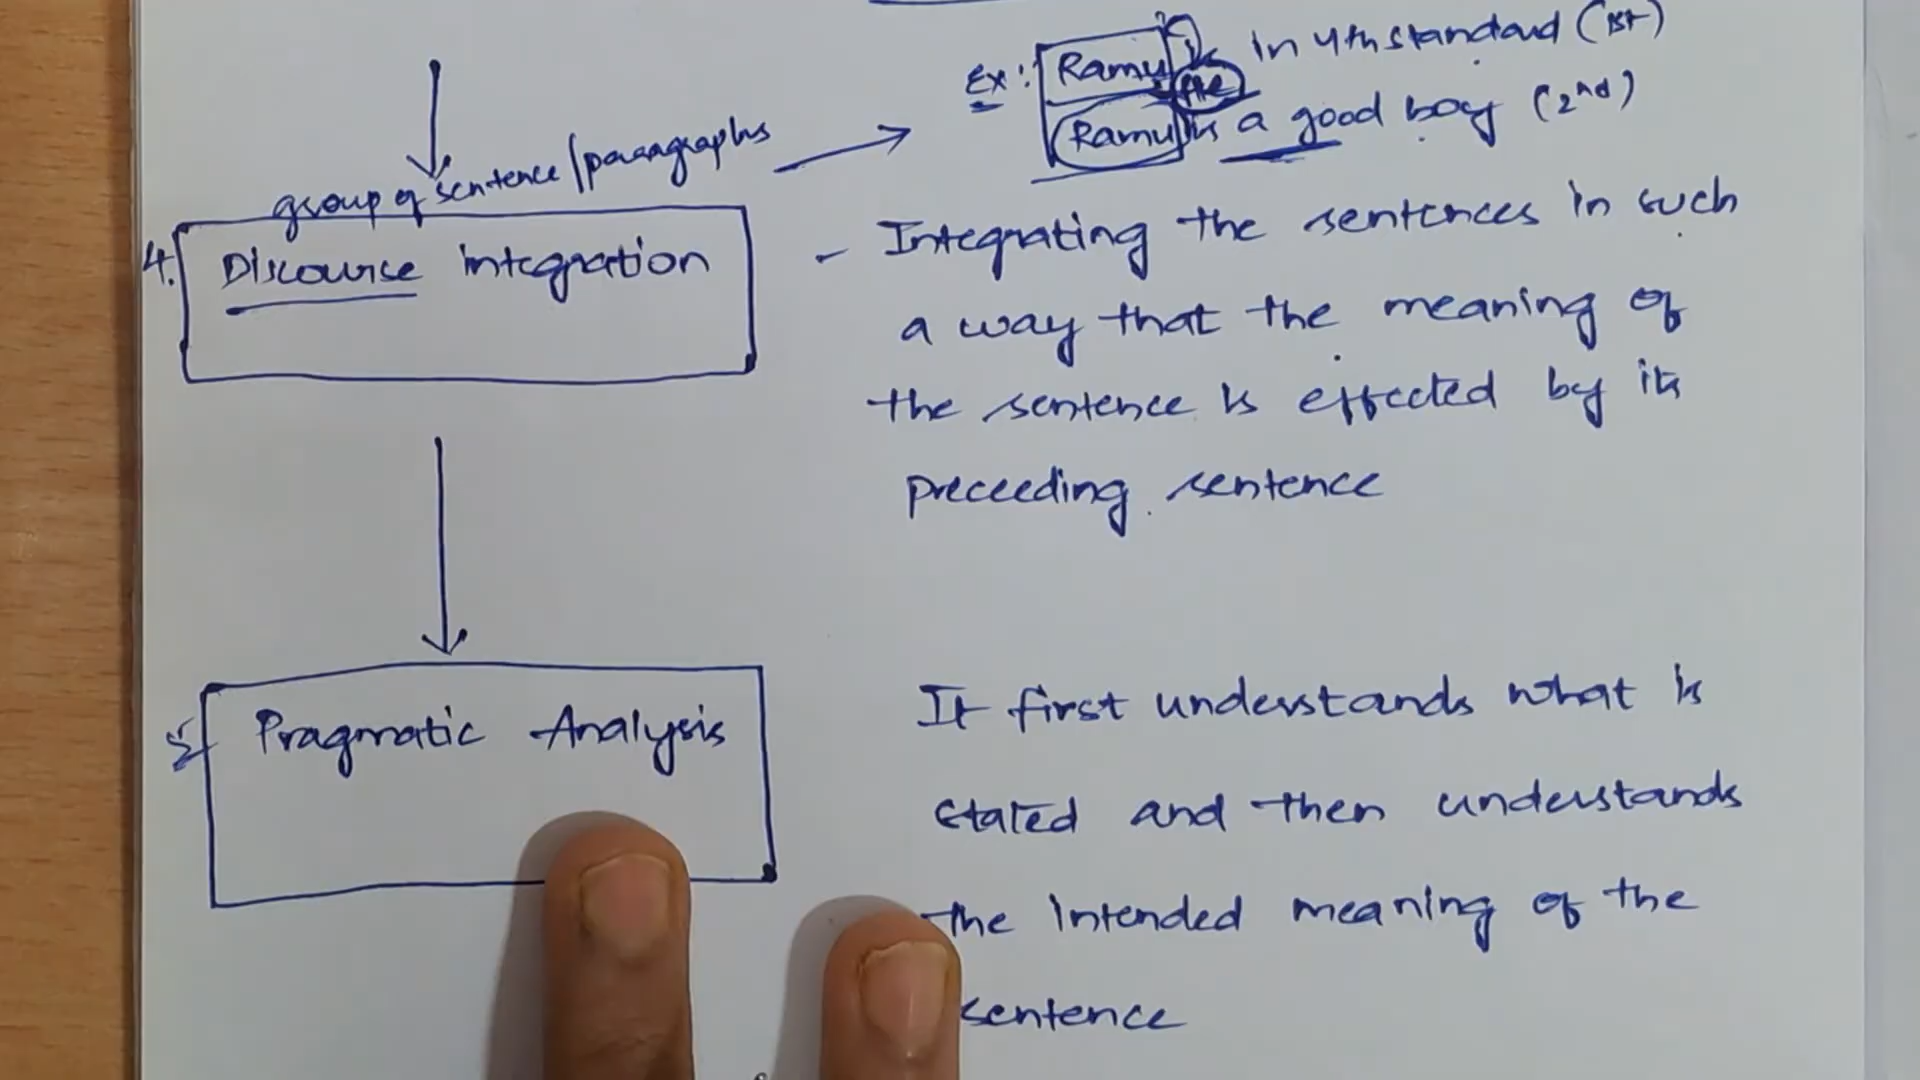 Ex: Ramu is in 4th standard (1st)
He
Ramu is a good boy (2nd)
group of sentence/paragraphs
4. Discourse integration
- Integrating the sentences in such
a way that the meaning of
the sentence is effected by its
preceeding sentence
5. Pragmatic Analysis
It first understands what is
stated and then understands
the intended meaning of the
sentence